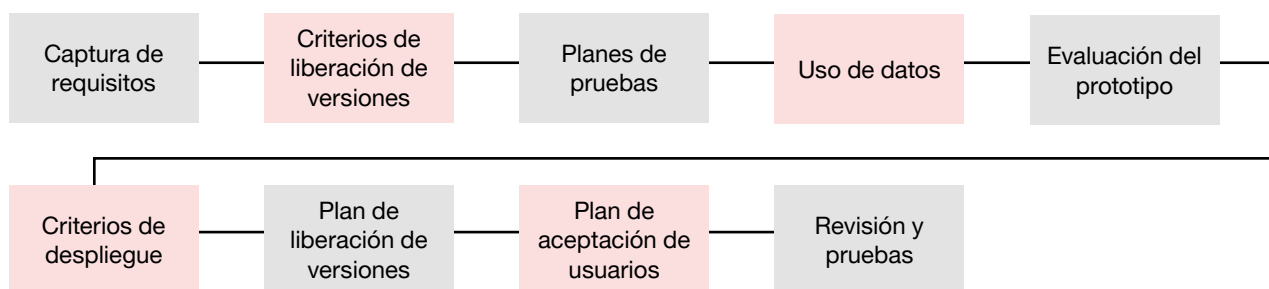 Captura de
requisitos
Criterios de
liberación de
versiones
Planes de
pruebas
Uso de datos
Evaluación del
prototipo
Criterios de
despliegue
Plan de
liberación de
versiones
Plan de
aceptación de
usuarios
Revisión y
pruebas